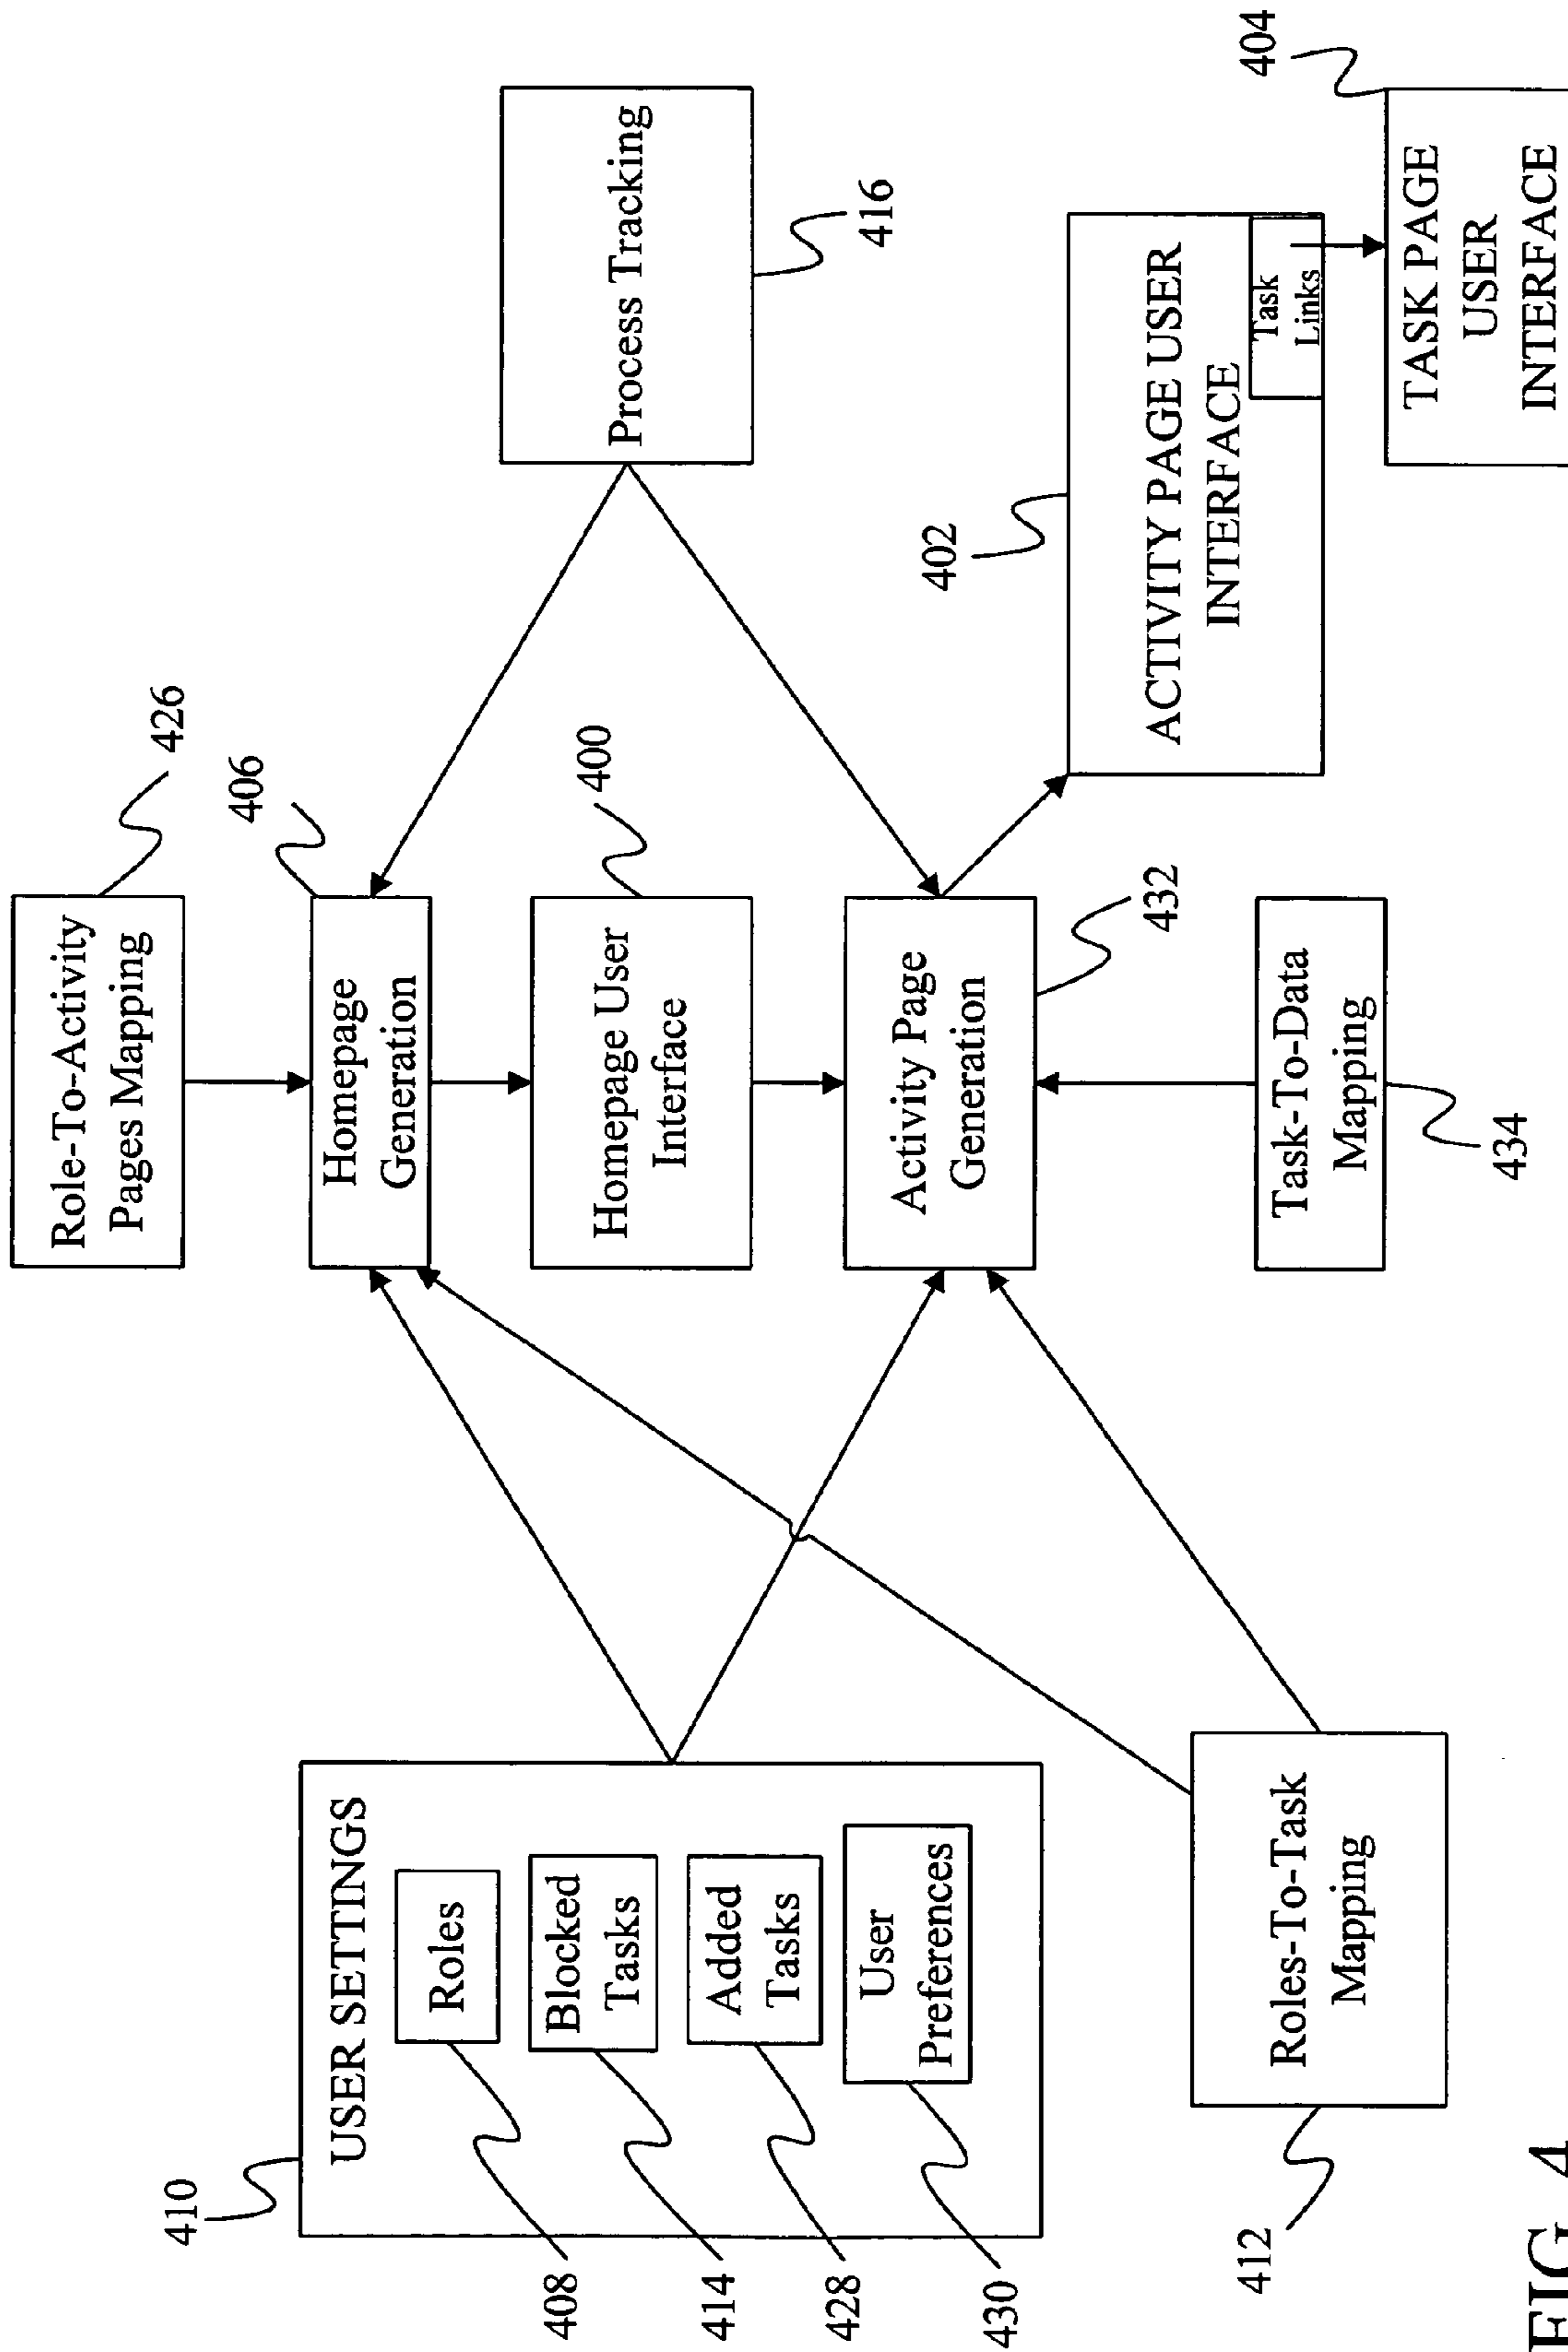 Role-To-Activity
Pages Mapping
426
406
Homepage
Generation
400
Homepage User
Interface
Process Tracking
416
410
USER SETTINGS
Roles
408
Blocked
Tasks
414
Added
Tasks
428
User
Preferences
430
Activity Page
Generation
432
402
ACTIVITY PAGE USER
INTERFACE
Task
Links
404
TASK PAGE
USER
INTERFACE
Roles-To-Task
Mapping
412
Task-To-Data
Mapping
434
FIG. 4